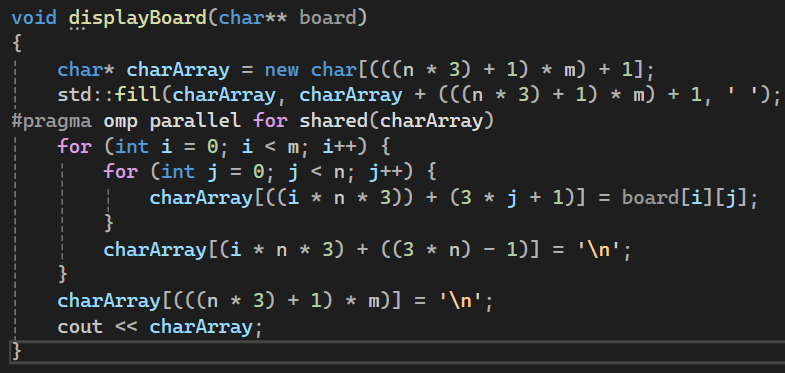 void displayBoard(char** board)
{
    char* charArray = new char[(((n * 3) + 1) * m) + 1];
    std::fill(charArray, charArray + (((n * 3) + 1) * m) + 1, ' ');
#pragma omp parallel for shared(charArray)
    for (int i = 0; i < m; i++) {
        for (int j = 0; j < n; j++) {
            charArray[((i * n * 3)) + (3 * j + 1)] = board[i][j];
        }
        charArray[(i * n * 3) + ((3 * n) - 1)] = '\n';
    }
    charArray[(((n * 3) + 1) * m)] = '\n';
    cout << charArray;
}